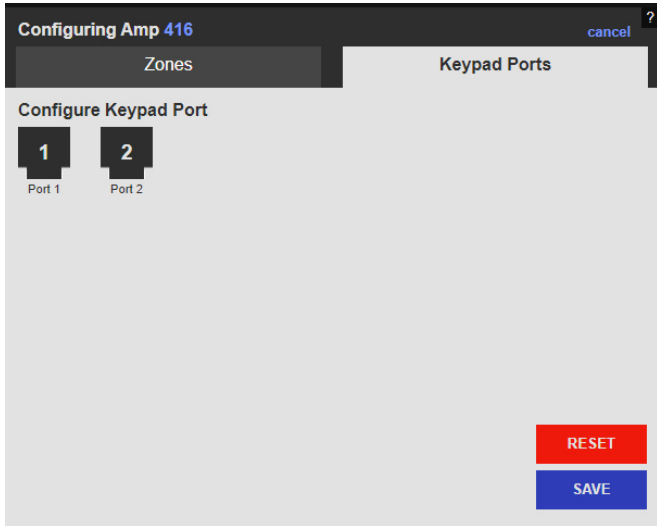 ?
Configuring Amp 416 cancel
Zones Keypad Ports
Configure Keypad Port
1 2
Port 1 Port 2
RESET
SAVE